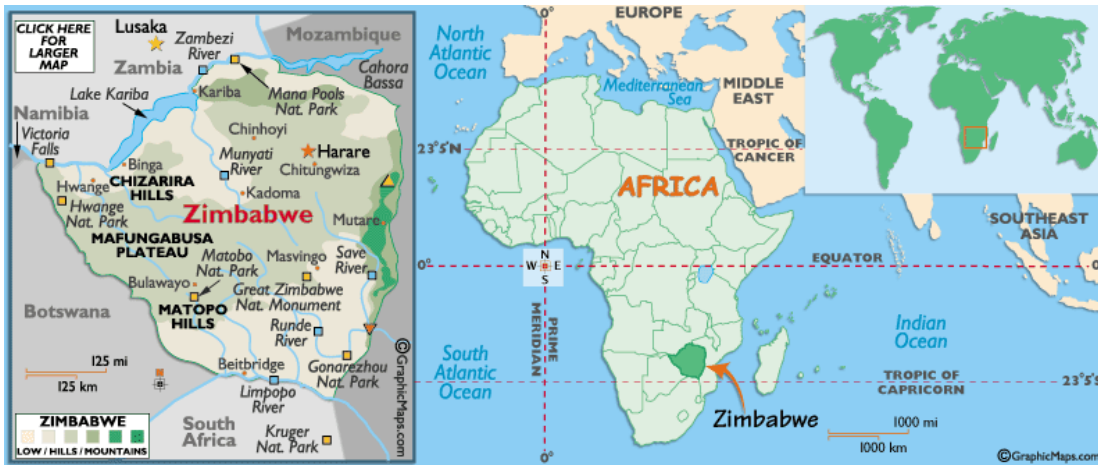 CLICK HERE
FOR
LARGER
MAP
Lusaka
Zambezi
River
Mozambique
Zambia
Cahora
Bassa
Kariba
Mana Pools
Nat. Park
Lake Kariba
Namibia
Victoria
Falls
Chinhoyi
Harare
Chitungwiza
Munyati
River
Binga
CHIZARIRA
HILLS
Hwange
Kadoma
Hwange
Nat. Park
Zimbabwe
Mutare
MAFUNGABUSA
PLATEAU
Matobo
Nat. Park
Masvingo
Save
River
Bulawayo
Great Zimbabwe
Nat. Monument
MATOPO
HILLS
Botswana
Runde
River
125 mi
125 km
Beitbridge
Gonarezhou
Nat. Park
Limpopo
River
ZIMBABWE
LOW / HILLS / MOUNTAINS
South
Africa
Kruger
Nat. Park
©GraphicMaps.com
0°
EUROPE
North
Atlantic
Ocean
Mediterranean
Sea
MIDDLE
EAST
TROPIC OF
CANCER
23°5'N
AFRICA
SOUTHEAST
ASIA
N
W E
S
0°
EQUATOR
0°
PRIME
MERIDIAN
Indian
Ocean
South
Atlantic
Ocean
TROPIC OF
CAPRICORN
23°5'S
Zimbabwe
1000 mi
1000 km
0°
©GraphicMaps.com